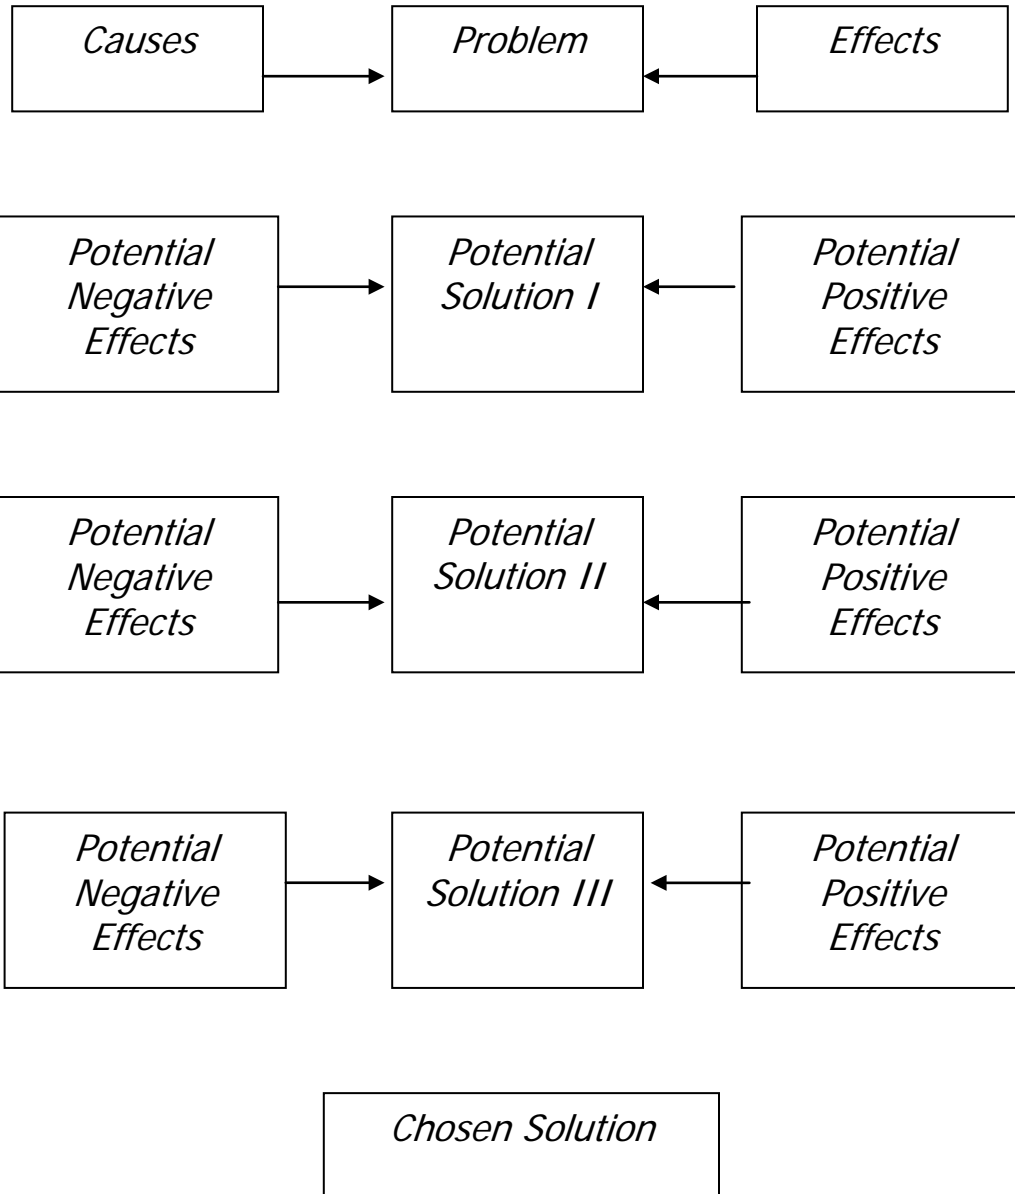 Causes
Problem
Effects
Potential
Negative
Effects
Potential
Solution I
Potential
Positive
Effects
Potential
Negative
Effects
Potential
Solution II
Potential
Positive
Effects
Potential
Negative
Effects
Potential
Solution III
Potential
Positive
Effects
Chosen Solution